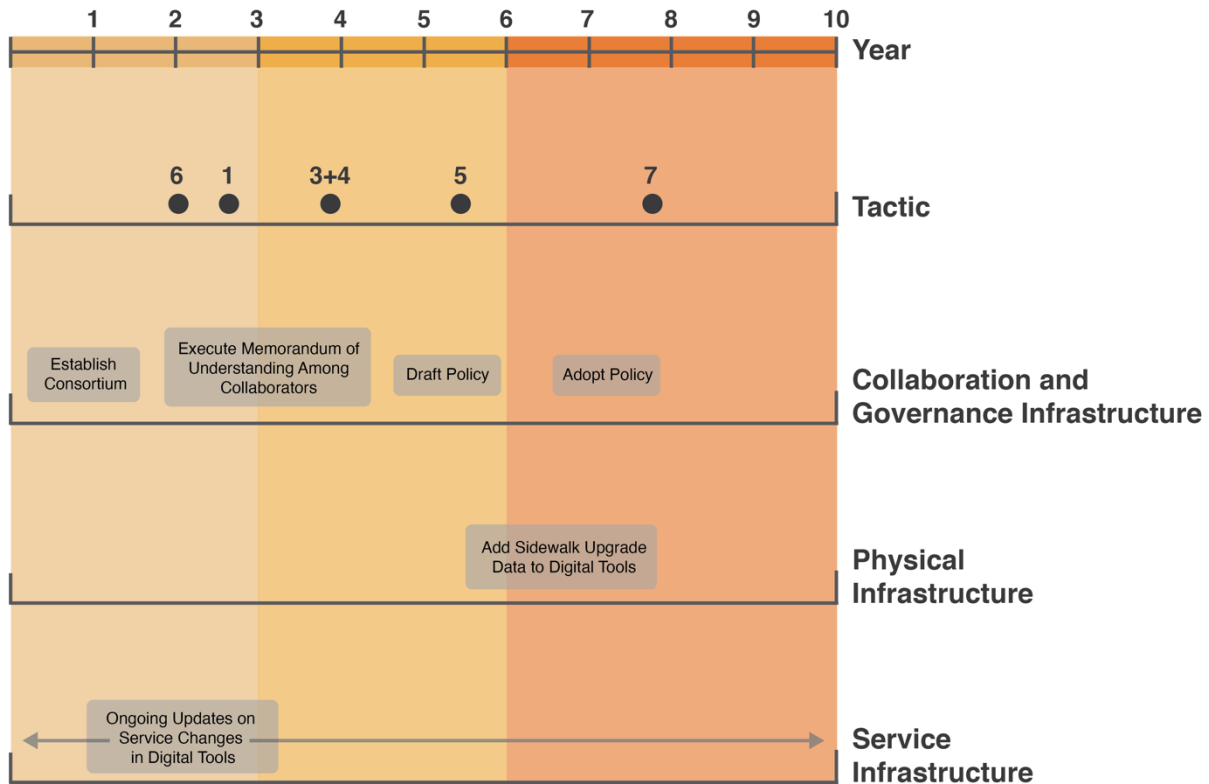 1 2 3 4 5 6 7 8 9 10
Year
6 1 3+4 5 7
Tactic
Establish
Consortium
Execute Memorandum of
Understanding Among
Collaborators
Draft Policy
Adopt Policy
Collaboration and
Governance Infrastructure
Add Sidewalk Upgrade
Data to Digital Tools
Physical
Infrastructure
Ongoing Updates on
Service Changes
in Digital Tools
Service
Infrastructure